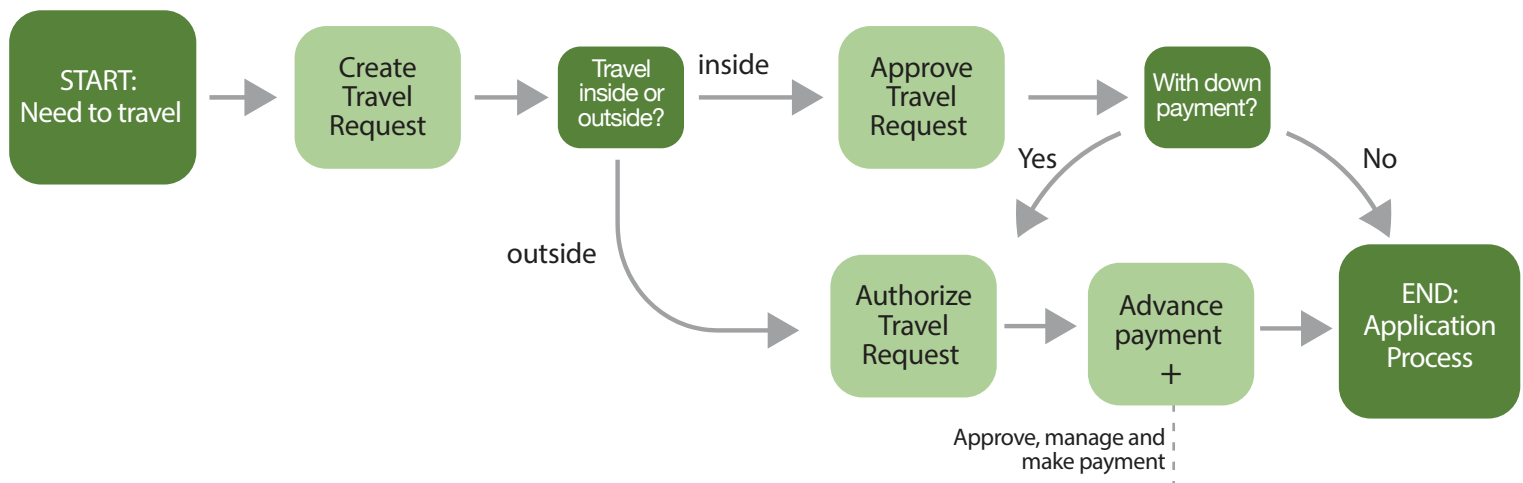 START:
Need to travel
Create
Travel
Request
Travel
inside or
outside?
inside
Approve
Travel
Request
With down
payment?
Yes
No
outside
Authorize
Travel
Request
Advance
payment
+
END:
Application
Process
Approve, manage and
make payment